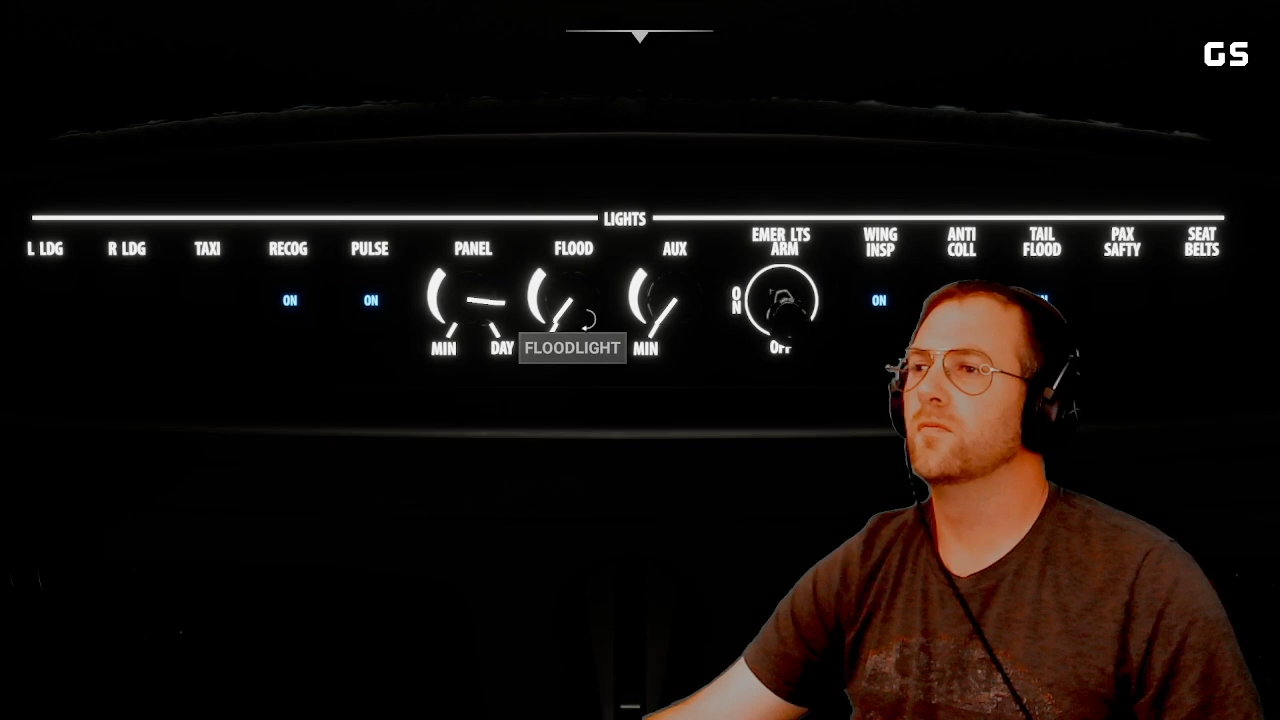 GS
LIGHTS
L LDG
R LDG
TAXI
RECOG
PULSE
PANEL
FLOOD
AUX
EMER LTS
ARM
WING
INSP
ANTI
COLL
TAIL
FLOOD
PAX
SAFTY
SEAT
BELTS
ON
ON
ON
ON
MIN
DAY
FLOODLIGHT
MIN
OFF